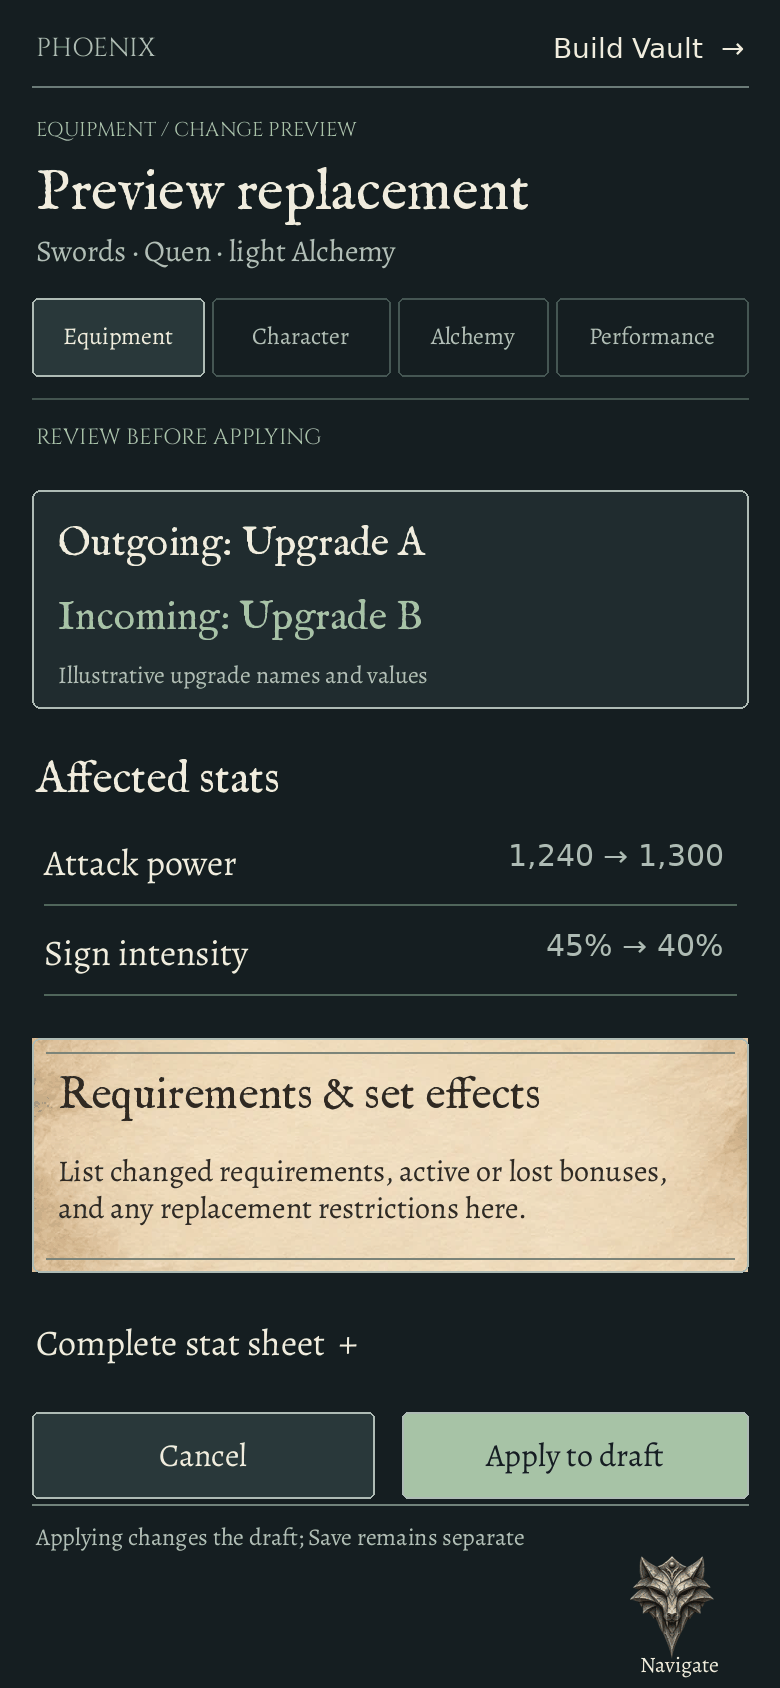 PHOENIX
Build Vault →
EQUIPMENT / CHANGE PREVIEW
Preview replacement
Swords · Quen · light Alchemy
Equipment
Character
Alchemy
Performance
REVIEW BEFORE APPLYING
Outgoing: Upgrade A
Incoming: Upgrade B
Illustrative upgrade names and values
Affected stats
Attack power
1,240 → 1,300
Sign intensity
45% → 40%
Requirements & set effects
List changed requirements, active or lost bonuses,
and any replacement restrictions here.
Complete stat sheet +
Cancel
Apply to draft
Applying changes the draft; Save remains separate
Navigate